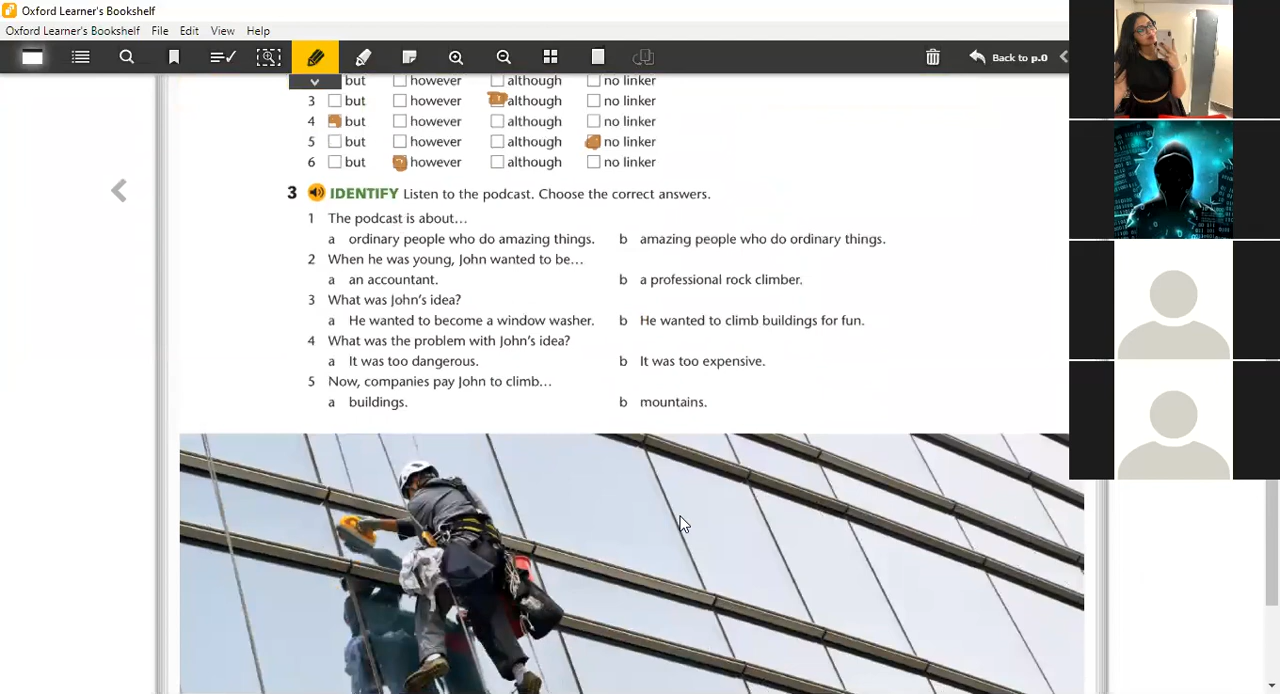 Oxford Learner's Bookshelf
Oxford Learner's Bookshelf File Edit View Help
Back to p.0
but however although no linker
3 but however although no linker
4 but however although no linker
5 but however although no linker
6 but however although no linker
3 IDENTIFY Listen to the podcast. Choose the correct answers.
1 The podcast is about…
a ordinary people who do amazing things. b amazing people who do ordinary things.
2 When he was young, John wanted to be…
a an accountant. b a professional rock climber.
3 What was John's idea?
a He wanted to become a window washer. b He wanted to climb buildings for fun.
4 What was the problem with John's idea?
a It was too dangerous. b It was too expensive.
5 Now, companies pay John to climb…
a buildings. b mountains.